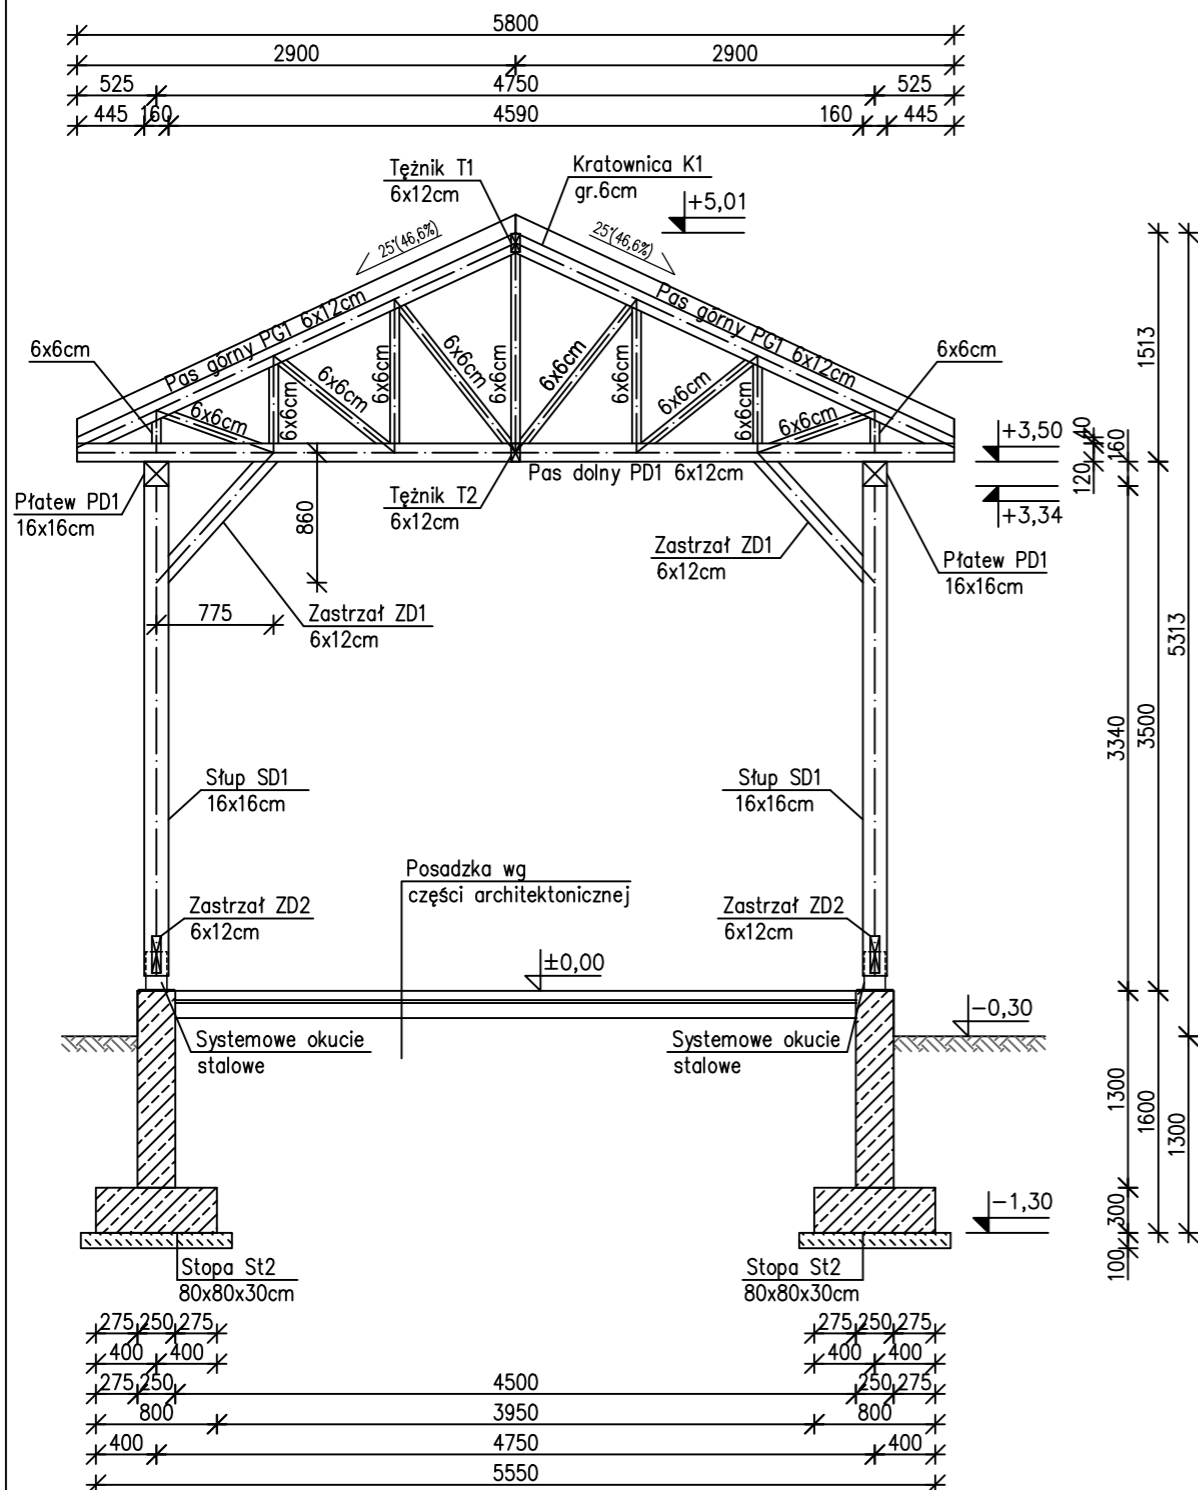 5800
2900 2900
525 4750 525
445 160 4590 160 445
Tężnik T1
6x12cm
Kratownica K1
gr.6cm
+5,01
25°(46,6%)
25°(46,6%)
Pas górny PG1 6x12cm
Pas górny PG1 6x12cm
6x6cm
6x6cm
6x6cm
6x6cm
6x6cm
6x6cm
6x6cm
6x6cm
6x6cm
6x6cm
6x6cm
6x6cm
6x6cm
6x6cm
+3,50
+3,34
Pas dolny PD1 6x12cm
Płatew PD1
16x16cm
Tężnik T2
6x12cm
860
Zastrzał ZD1
6x12cm
Płatew PD1
16x16cm
775
Zastrzał ZD1
6x12cm
1513
40
160
120
5313
3340
3500
Słup SD1
16x16cm
Słup SD1
16x16cm
Posadzka wg
części architektonicznej
Zastrzał ZD2
6x12cm
Zastrzał ZD2
6x12cm
±0,00
-0,30
Systemowe okucie
stalowe
Systemowe okucie
stalowe
1300
1600
1300
-1,30
300
100
Stopa St2
80x80x30cm
Stopa St2
80x80x30cm
275 250 275 275 250 275
400 400 400 400
275 250 4500 250 275
800 3950 800
400 4750 400
5550